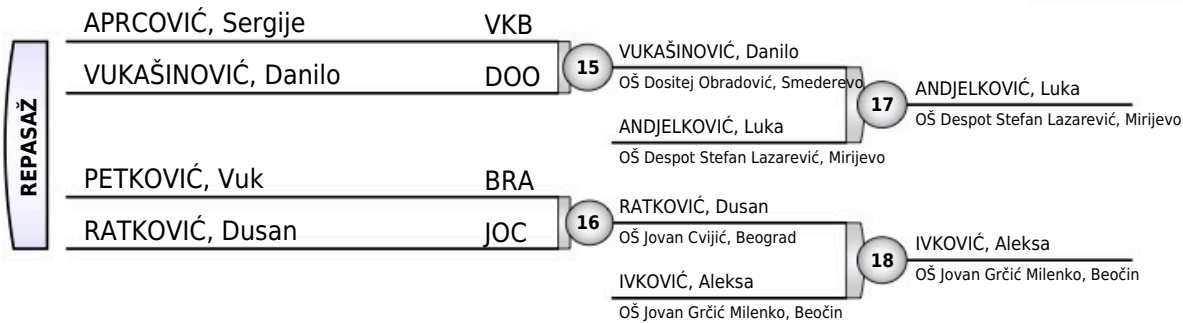 REPASAŽ
APRCOVIĆ, Sergije VKB
VUKAŠINOVIĆ, Danilo DOO
15
VUKAŠINOVIĆ, Danilo
OŠ Dositej Obradović, Smederevo
ANDJELKOVIĆ, Luka
OŠ Despot Stefan Lazarević, Mirijevo
17
ANDJELKOVIĆ, Luka
OŠ Despot Stefan Lazarević, Mirijevo
PETKOVIĆ, Vuk BRA
RATKOVIĆ, Dusan JOC
16
RATKOVIĆ, Dusan
OŠ Jovan Cvijić, Beograd
IVKOVIĆ, Aleksa
OŠ Jovan Grčić Milenko, Beočin
18
IVKOVIĆ, Aleksa
OŠ Jovan Grčić Milenko, Beočin